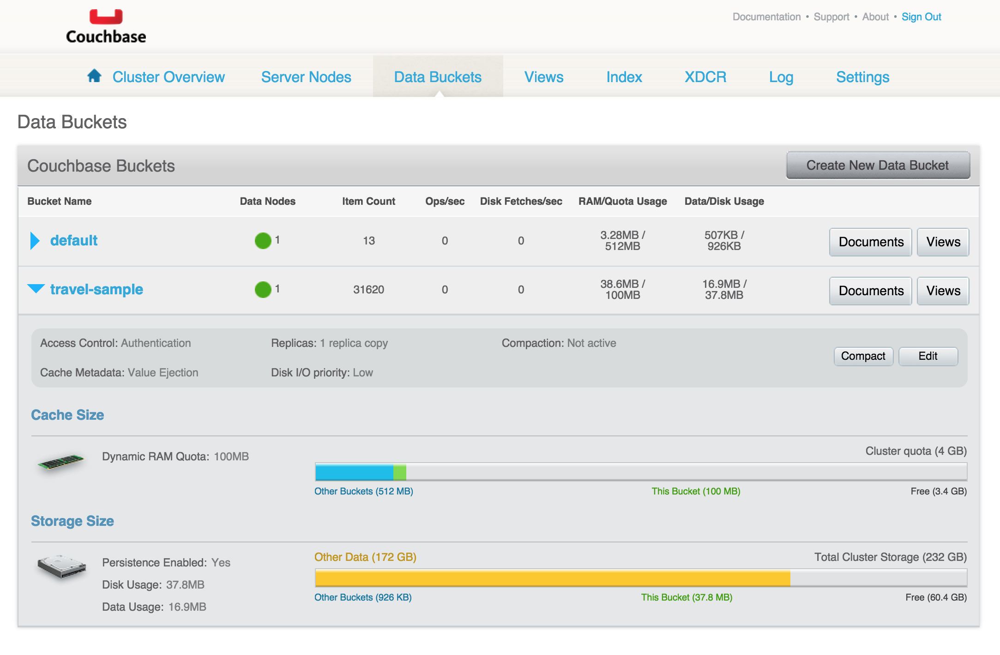 Couchbase
Documentation • Support • About • Sign Out
Cluster Overview Server Nodes Data Buckets Views Index XDCR Log Settings
Data Buckets
Couchbase Buckets Create New Data Bucket
Bucket Name Data Nodes Item Count Ops/sec Disk Fetches/sec RAM/Quota Usage Data/Disk Usage
default 1 13 0 0 3.28MB / 512MB 507KB / 926KB Documents Views
travel-sample 1 31620 0 0 38.6MB / 100MB 16.9MB / 37.8MB Documents Views
Access Control: Authentication Replicas: 1 replica copy Compaction: Not active
Compact Edit
Cache Metadata: Value Ejection Disk I/O priority: Low
Cache Size
Dynamic RAM Quota: 100MB Cluster quota (4 GB)
Other Buckets (512 MB) This Bucket (100 MB) Free (3.4 GB)
Storage Size
Other Data (172 GB) Total Cluster Storage (232 GB)
Persistence Enabled: Yes
Disk Usage: 37.8MB
Other Buckets (926 KB) This Bucket (37.8 MB) Free (60.4 GB)
Data Usage: 16.9MB